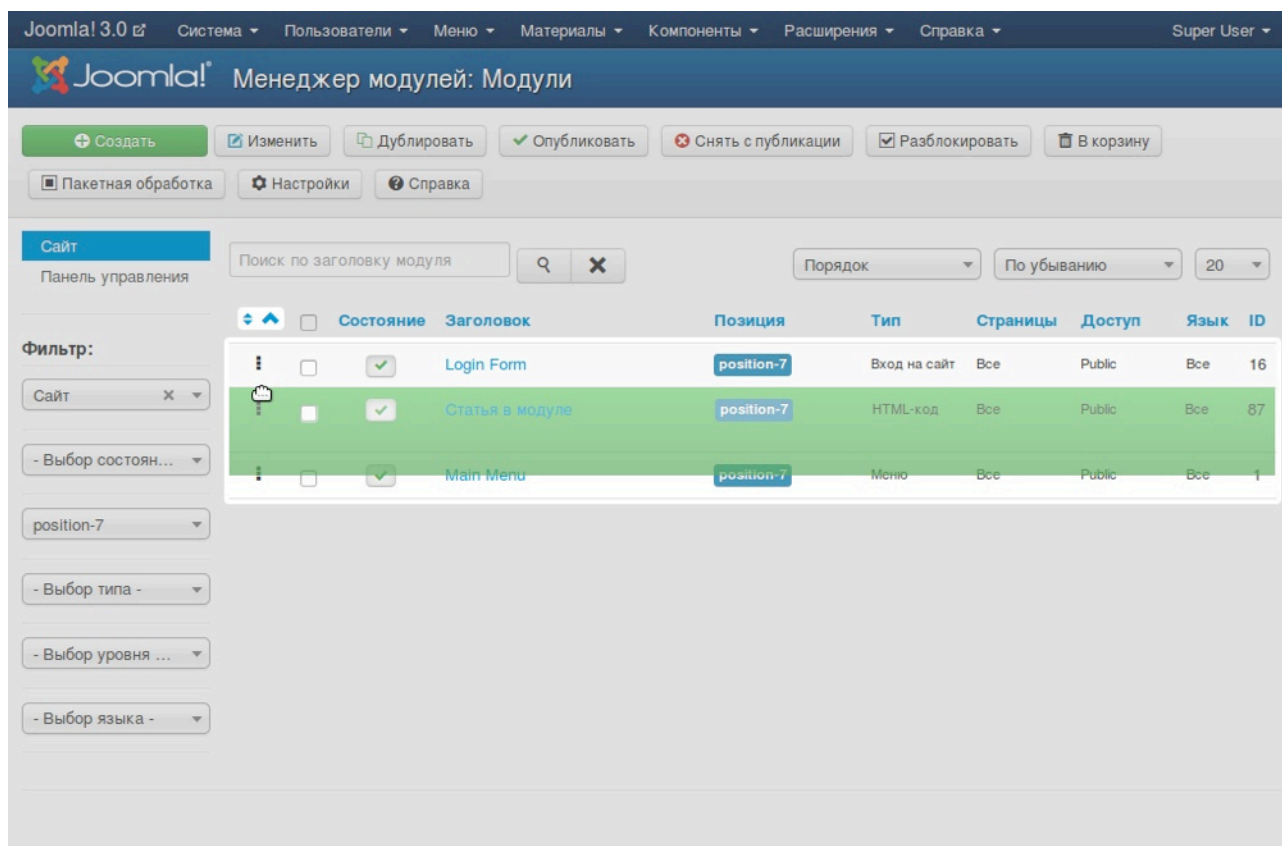 Joomla! 3.0 Система Пользователи Меню Материалы Компоненты Расширения Справка Super User
Joomla! Менеджер модулей: Модули
Создать Изменить Дублировать Опубликовать Снять с публикации Разблокировать В корзину
Пакетная обработка Настройки Справка
Сайт
Панель управления
Поиск по заголовку модуля Порядок По убыванию 20
Состояние Заголовок Позиция Тип Страницы Доступ Язык ID
Фильтр:
Login Form position-7 Вход на сайт Все Public Все 16
Сайт
Статья в модуле position-7 HTML-код Все Public Все 87
- Выбор состоян...
Main Menu position-7 Меню Все Public Все 1
position-7
- Выбор типа -
- Выбор уровня ...
- Выбор языка -